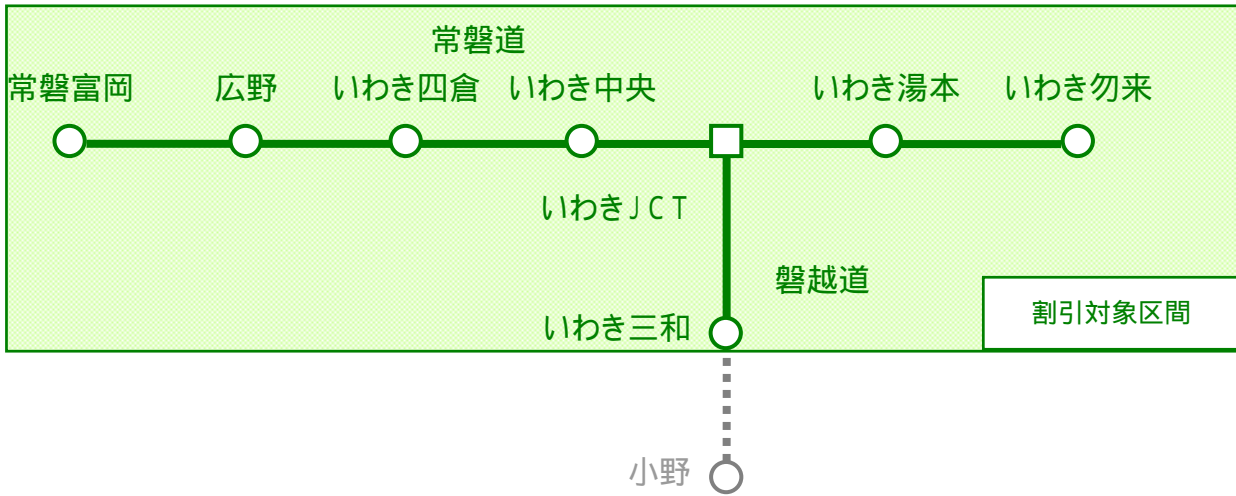 常磐道
常磐富岡 広野 いわき四倉 いわき中央 いわき湯本 いわき勿来
いわきJCT
磐越道
割引対象区間
いわき三和
小野